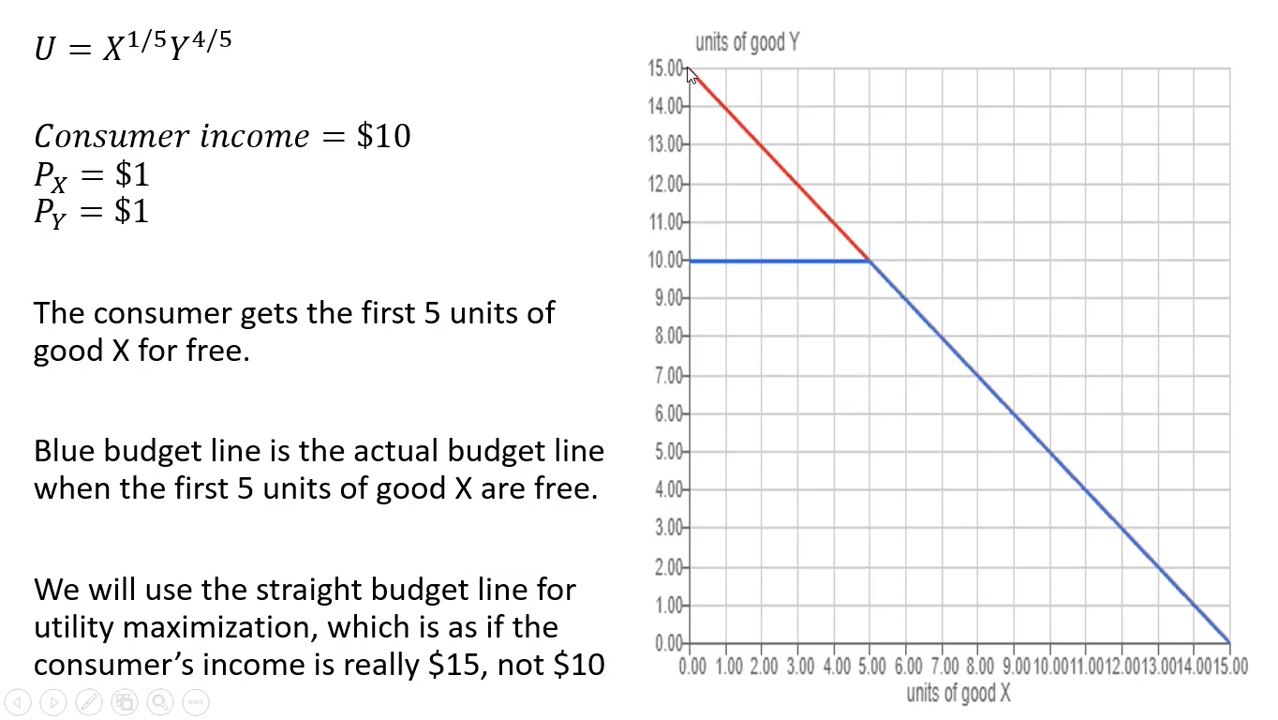 U = X^{1/5}Y^{4/5}
Consumer income = $10
P_X = $1
P_Y = $1
The consumer gets the first 5 units of
good X for free.
Blue budget line is the actual budget line
when the first 5 units of good X are free.
We will use the straight budget line for
utility maximization, which is as if the
consumer’s income is really $15, not $10
units of good Y
15.00
14.00
13.00
12.00
11.00
10.00
9.00
8.00
7.00
6.00
5.00
4.00
3.00
2.00
1.00
0.00
0.00 1.00 2.00 3.00 4.00 5.00 6.00 7.00 8.00 9.00 10.00 11.00 12.00 13.00 14.00 15.00
units of good X